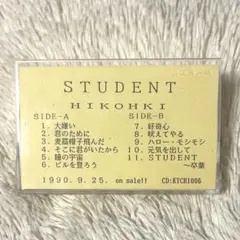 STUDENT
HIKOHKI
SIDE-A
1. 大嫌い
2. 君のために
3. 麦藁帽子飛んだ
4. そこに君がいたから
5. 瞳の宇宙
6. ビルを登ろう
SIDE-B
7. 好奇心
8. 吠えてやる
9. ハロー・モシモシ
10. 元気を出して
11. STUDENT
～卒業
1990. 9. 25. on sale!! CD:KTCR1006